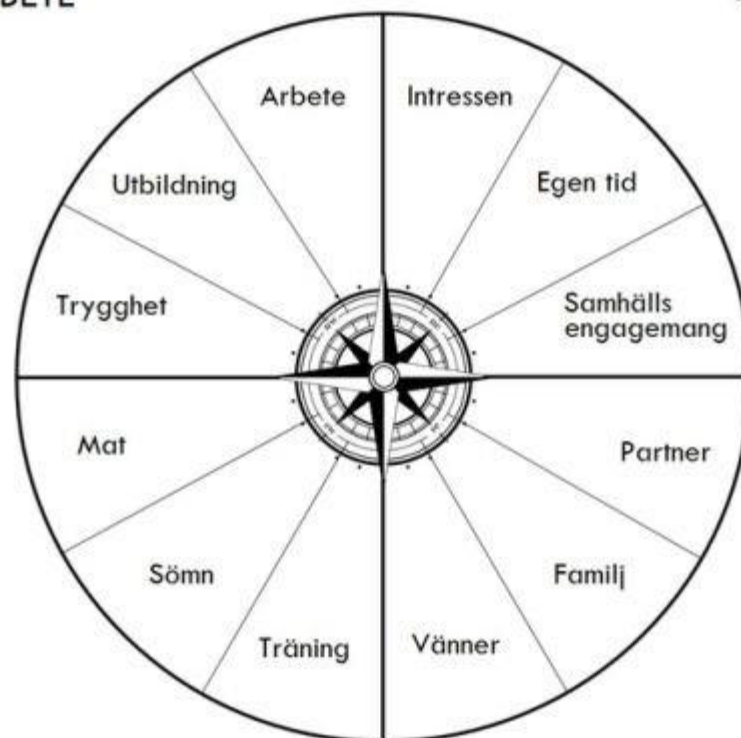 Arbete
Intressen
Utbildning
Egen tid
Trygghet
Samhälls
engagemang
Mat
Partner
Sömn
Familj
Träning
Vänner